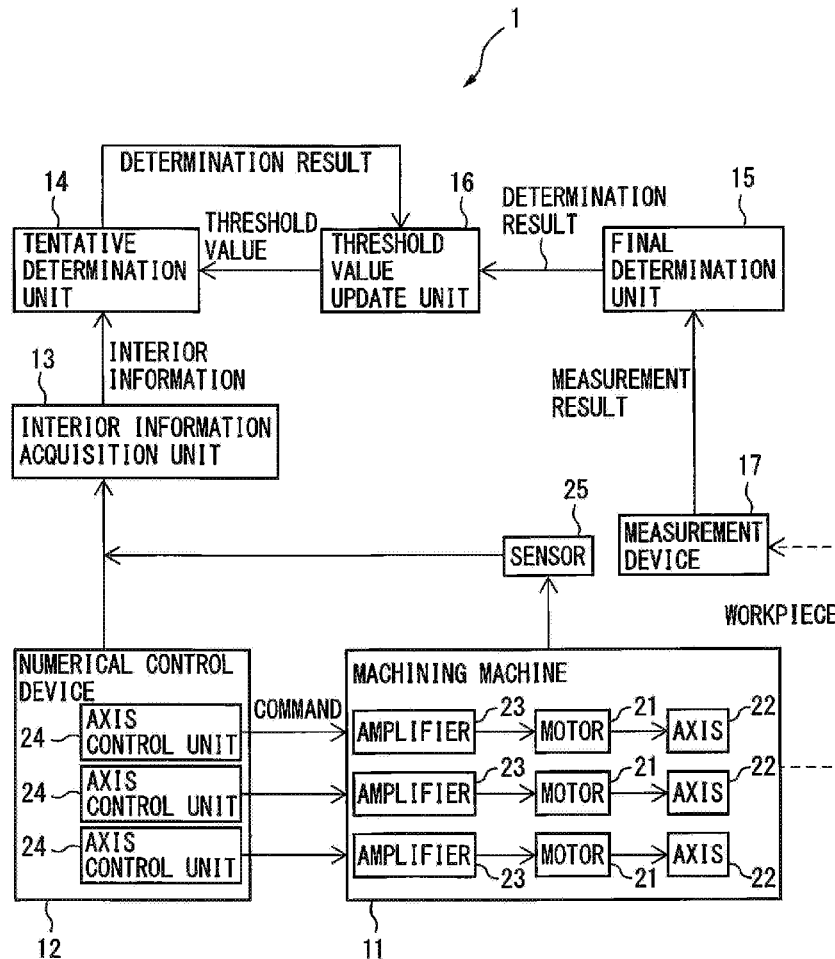 1
DETERMINATION RESULT
14
16
DETERMINATION
RESULT
15
THRESHOLD
VALUE
TENTATIVE
DETERMINATION
UNIT
THRESHOLD
VALUE
UPDATE UNIT
FINAL
DETERMINATION
UNIT
13
INTERIOR
INFORMATION
MEASUREMENT
RESULT
INTERIOR INFORMATION
ACQUISITION UNIT
25
17
SENSOR
MEASUREMENT
DEVICE
WORKPIECE
NUMERICAL CONTROL
DEVICE
MACHINING MACHINE
24
AXIS
CONTROL UNIT
COMMAND
AMPLIFIER
23
MOTOR
21
AXIS
22
24
AXIS
CONTROL UNIT
AMPLIFIER
23
MOTOR
21
AXIS
22
24
AXIS
CONTROL UNIT
AMPLIFIER
23
MOTOR
21
AXIS
22
12
11